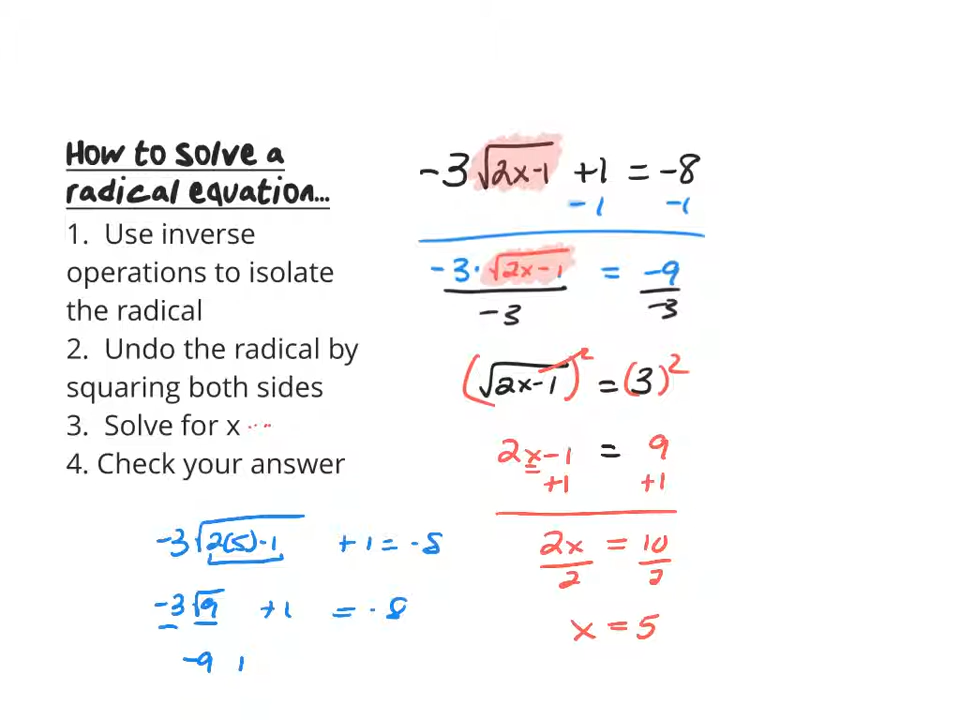 How to solve a
radical equation...
1. Use inverse
operations to isolate
the radical
2. Undo the radical by
squaring both sides
3. Solve for x ...
4. Check your answer
-3√(2x-1) +1 = -8
-1 -1
-3·√(2x-1) = -9
-3 -3
(√(2x-1))² = (3)²
2x-1 = 9
+1 +1
2x = 10
2 2
x = 5
-3√(2(5)-1) +1 = -8
-3√9 +1 = -8
-9